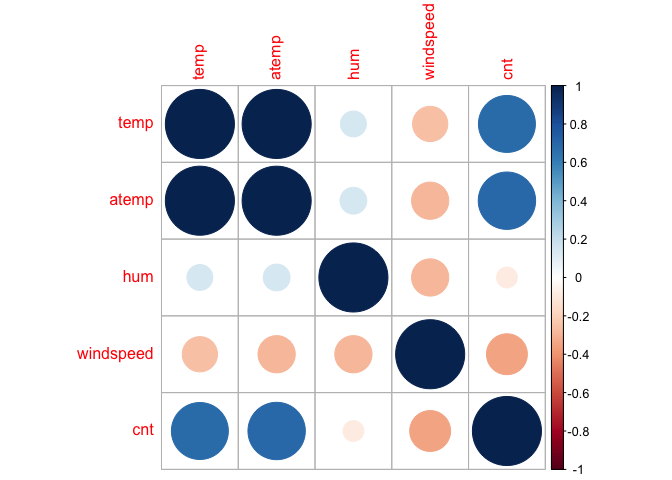 temp
atemp
hum
windspeed
cnt
temp
atemp
hum
windspeed
cnt
1
0.8
0.6
0.4
0.2
0
-0.2
-0.4
-0.6
-0.8
-1